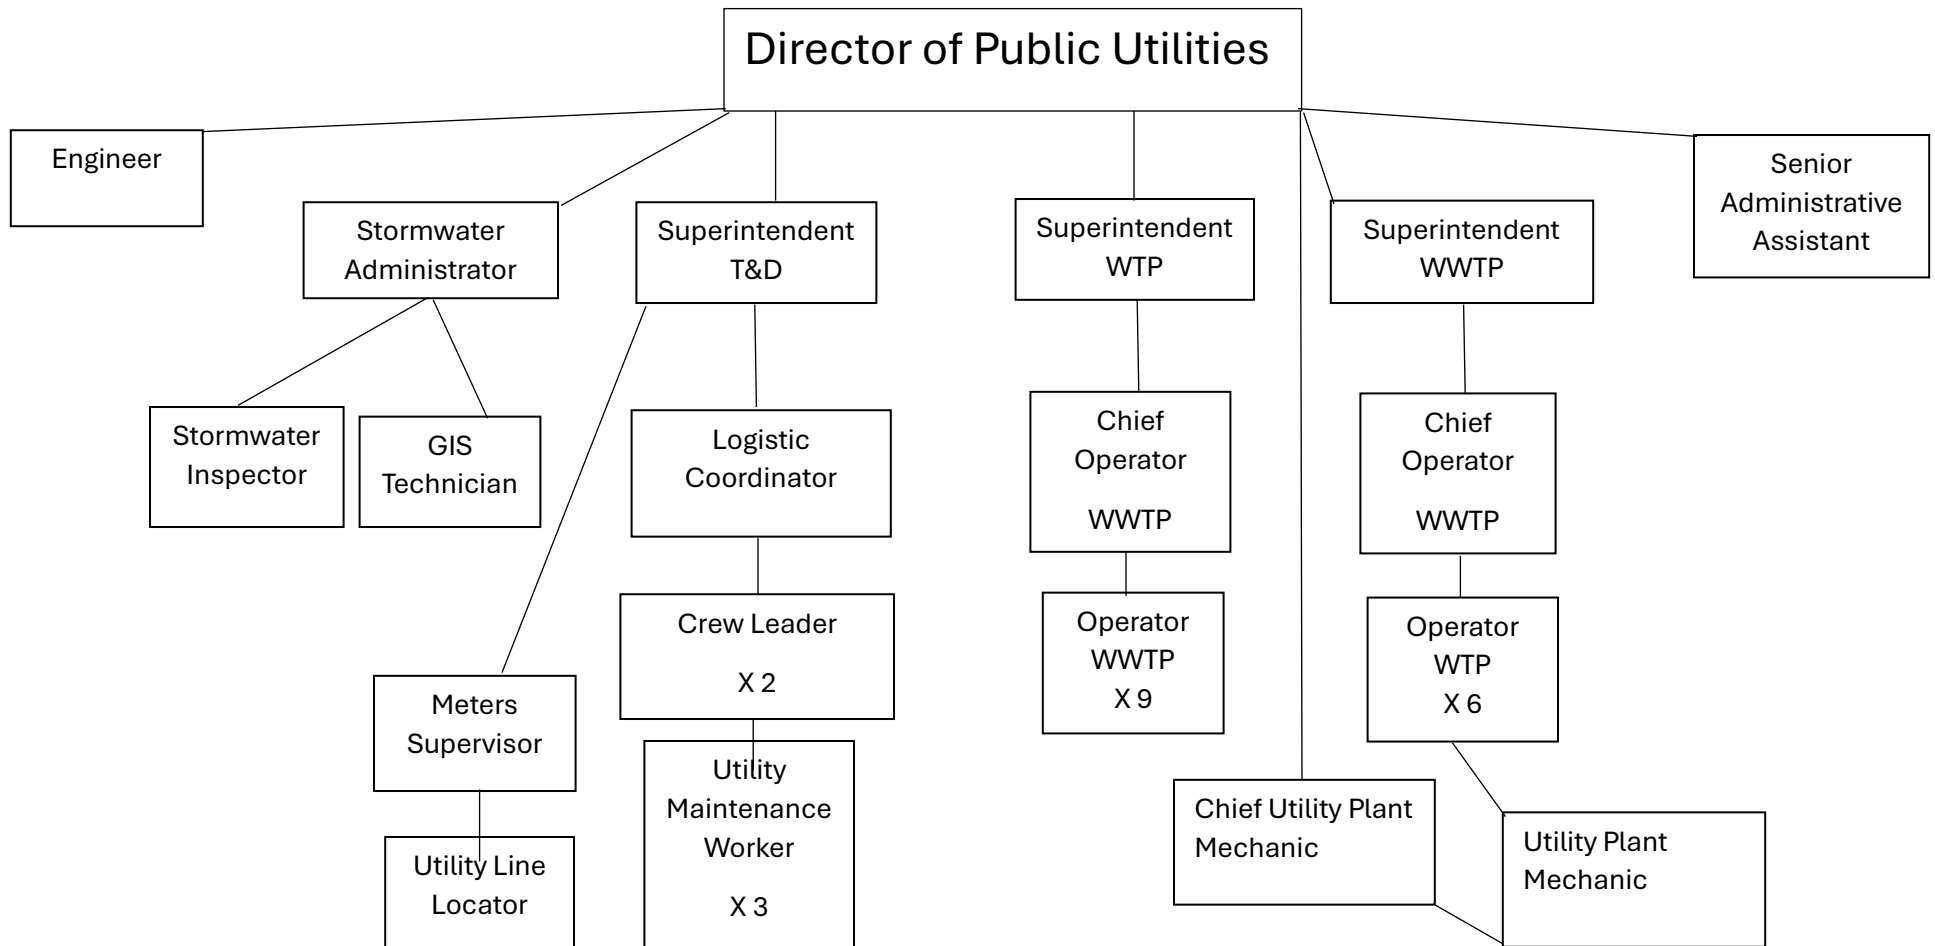 Director of Public Utilities
Engineer
Senior
Administrative
Assistant
Stormwater
Administrator
Superintendent
T&D
Superintendent
WTP
Superintendent
WWTP
Stormwater
Inspector
GIS
Technician
Logistic
Coordinator
Chief
Operator
WWTP
Chief
Operator
WWTP
Crew Leader
X 2
Operator
WWTP
X 9
Operator
WTP
X 6
Meters
Supervisor
Utility
Maintenance
Worker
X 3
Chief Utility Plant
Mechanic
Utility Plant
Mechanic
Utility Line
Locator